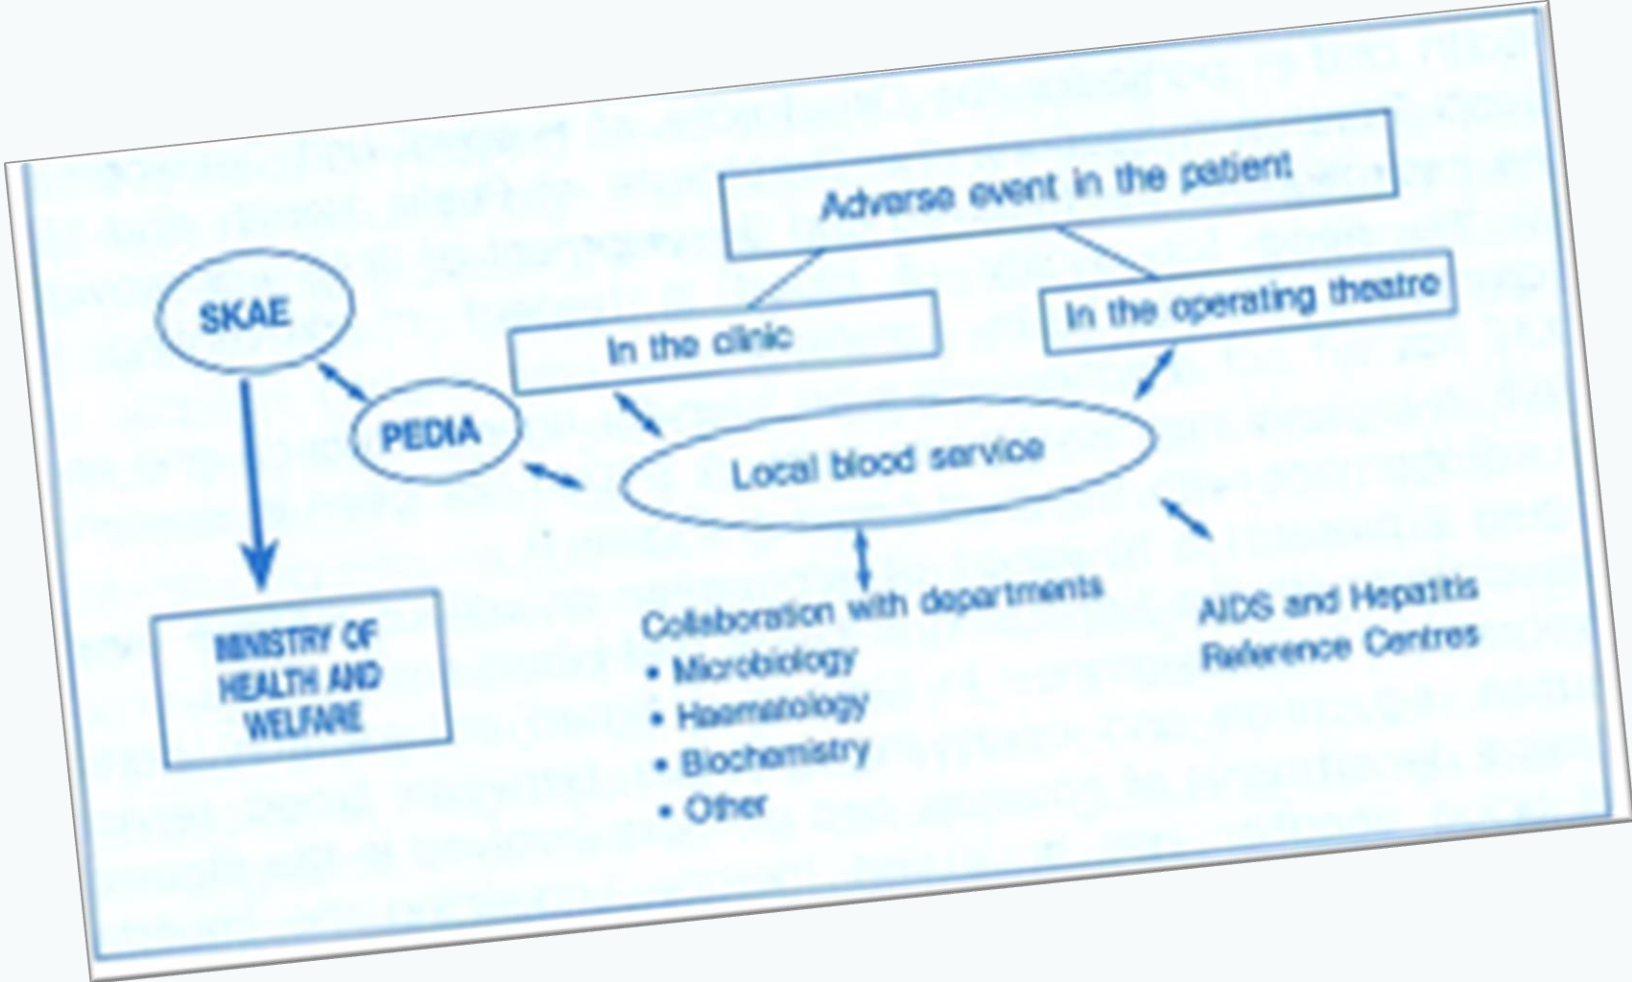 Adverse event in the patient
SKAE
In the clinic
In the operating theatre
PEDIA
Local blood service
MINISTRY OF
HEALTH AND
WELFARE
Collaboration with departments
• Microbiology
• Haematology
• Biochemistry
• Other
AIDS and Hepatitis
Reference Centres